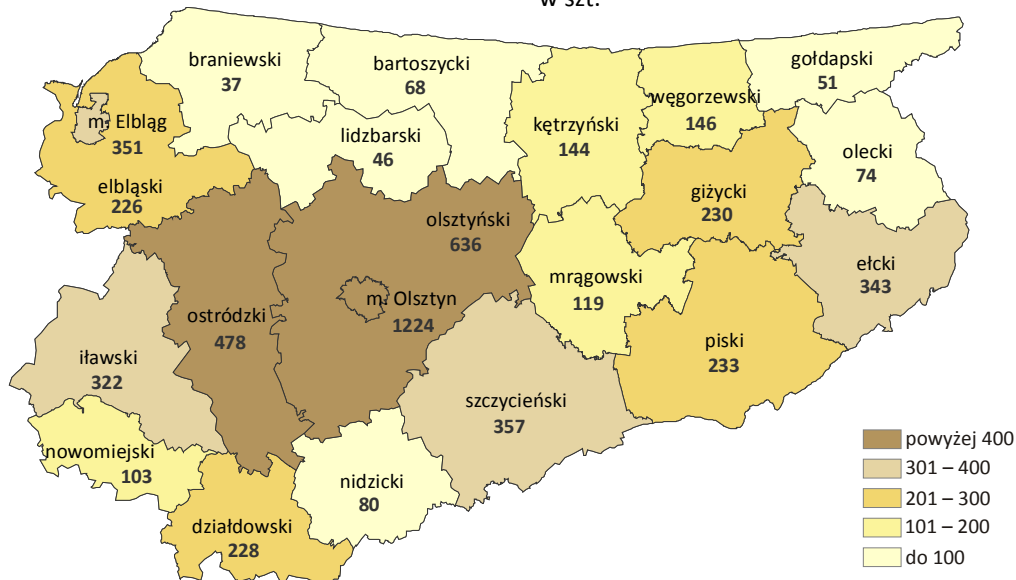 w szt.
braniewski
37
bartoszycki
68
gołdapski
51
węgorzewski
146
m. Elbląg
351
lidzbarski
46
kętrzyński
144
olecki
74
elbląski
226
olsztyński
636
giżycki
230
mrągowski
119
ełcki
343
m. Olsztyn
1224
ostródzki
478
piski
233
iławski
322
szczycieński
357
nowomiejski
103
nidzicki
80
działdowski
228
powyżej 400
301 – 400
201 – 300
101 – 200
do 100